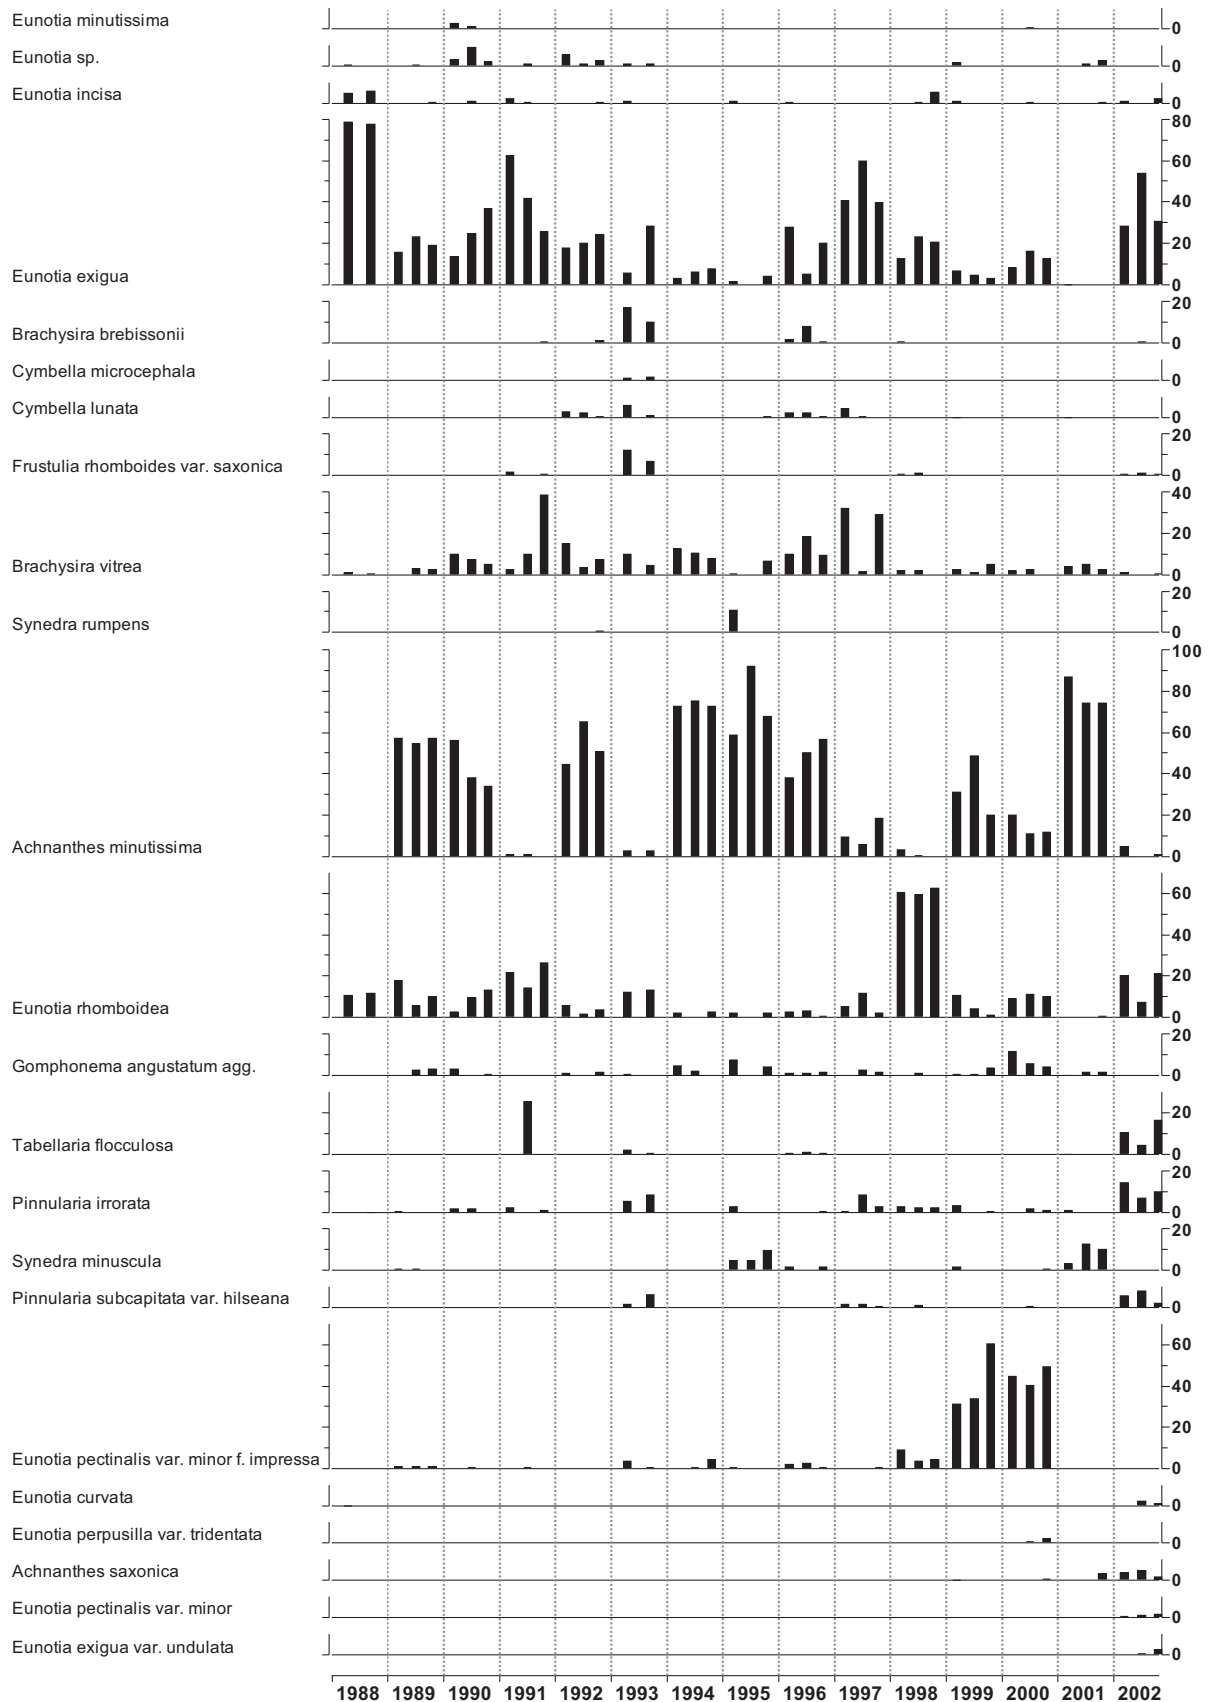 Eunotia minutissima
0
Eunotia sp.
0
Eunotia incisa
0
80
60
40
20
Eunotia exigua
0
20
Brachysira brebissonii
0
Cymbella microcephala
0
Cymbella lunata
0
20
Frustulia rhomboides var. saxonica
0
40
20
Brachysira vitrea
0
20
Synedra rumpens
0
100
80
60
40
20
Achnanthes minutissima
0
60
40
20
Eunotia rhomboidea
0
20
Gomphonema angustatum agg.
0
20
Tabellaria flocculosa
0
20
Pinnularia irrorata
0
20
Synedra minuscula
0
Pinnularia subcapitata var. hilseana
0
60
40
20
Eunotia pectinalis var. minor f. impressa
0
Eunotia curvata
0
Eunotia perpusilla var. tridentata
0
Achnanthes saxonica
0
Eunotia pectinalis var. minor
0
Eunotia exigua var. undulata
0
1988 1989 1990 1991 1992 1993 1994 1995 1996 1997 1998 1999 2000 2001 2002